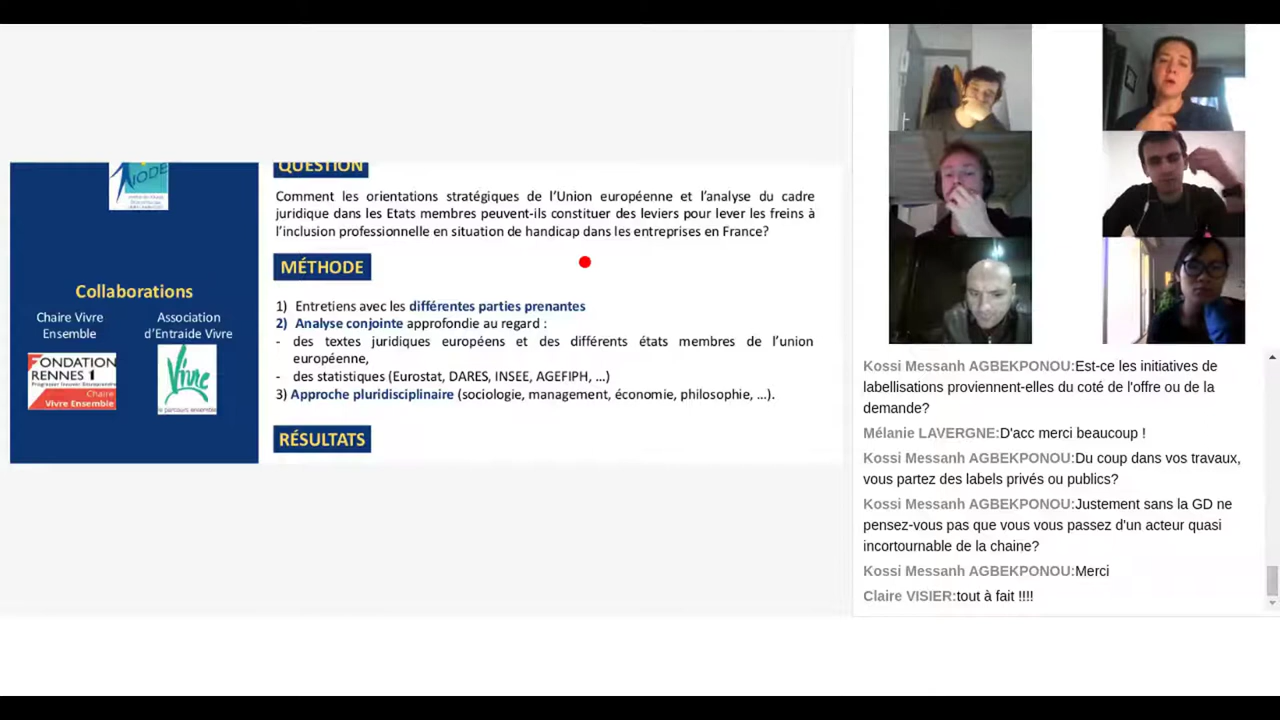 IODE
Collaborations
Chaire Vivre
Ensemble
Association
d'Entraide Vivre
FONDATION
RENNES 1
Progresser Innover Entreprendre
Chaire
Vivre Ensemble
Vivre
le parcours ensemble
QUESTION
Comment les orientations stratégiques de l'Union européenne et l'analyse du cadre
juridique dans les Etats membres peuvent-ils constituer des leviers pour lever les freins à
l'inclusion professionnelle en situation de handicap dans les entreprises en France?
MÉTHODE
1) Entretiens avec les différentes parties prenantes
2) Analyse conjointe approfondie au regard :
- des textes juridiques européens et des différents états membres de l'union
européenne,
- des statistiques (Eurostat, DARES, INSEE, AGEFIPH, ...)
3) Approche pluridisciplinaire (sociologie, management, économie, philosophie, ...).
RÉSULTATS
Kossi Messanh AGBEKPONOU:Est-ce les initiatives de
labellisations proviennent-elles du coté de l'offre ou de la
demande?
Mélanie LAVERGNE:D'acc merci beaucoup !
Kossi Messanh AGBEKPONOU:Du coup dans vos travaux,
vous partez des labels privés ou publics?
Kossi Messanh AGBEKPONOU:Justement sans la GD ne
pensez-vous pas que vous vous passez d'un acteur quasi
incortournable de la chaine?
Kossi Messanh AGBEKPONOU:Merci
Claire VISIER:tout à fait !!!!